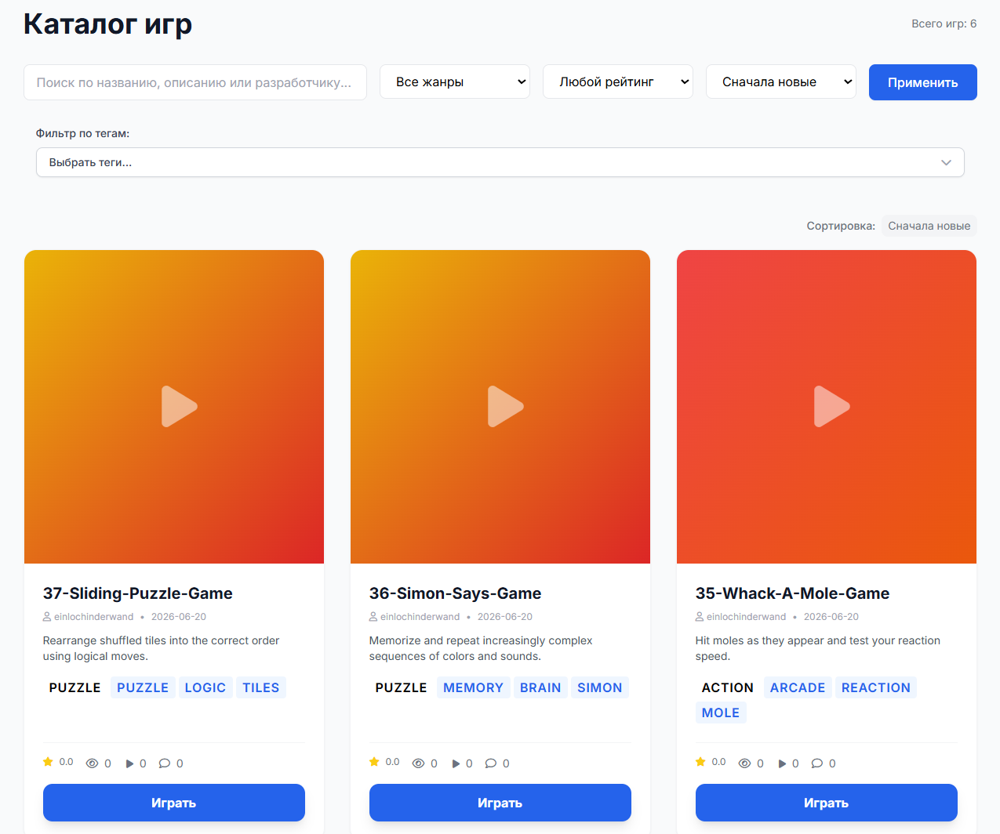 Каталог игр
Всего игр: 6
Поиск по названию, описанию или разработчику...
Все жанры
Любой рейтинг
Сначала новые
Применить
Фильтр по тегам:
Выбрать теги...
Сортировка: Сначала новые
37-Sliding-Puzzle-Game
einlochinderwand • 2026-06-20
Rearrange shuffled tiles into the correct order
using logical moves.
PUZZLE PUZZLE LOGIC TILES
0.0 0 0 0
Играть
36-Simon-Says-Game
einlochinderwand • 2026-06-20
Memorize and repeat increasingly complex
sequences of colors and sounds.
PUZZLE MEMORY BRAIN SIMON
0.0 0 0 0
Играть
35-Whack-A-Mole-Game
einlochinderwand • 2026-06-20
Hit moles as they appear and test your reaction
speed.
ACTION ARCADE REACTION
MOLE
0.0 0 0 0
Играть